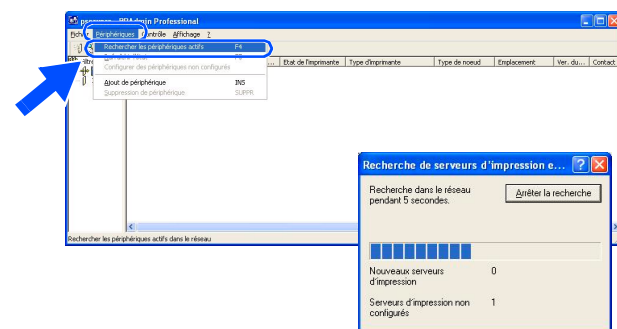 BRAdmin Professional
Périphériques Contrôle Affichage ?
Rechercher les périphériques actifs F4
Configurer des périphériques non configurés
Ajout de périphérique INS
Suppression de périphérique SUPPR
Etat de l'imprimante Type d'imprimante Type de noeud Emplacement Ver. du... Contact
Rechercher les périphériques actifs dans le réseau
Recherche de serveurs d'impression e...
Recherche dans le réseau
pendant 5 secondes.
Arrêter la recherche
Nouveaux serveurs
d'impression
0
Serveurs d'impression non
configurés
1